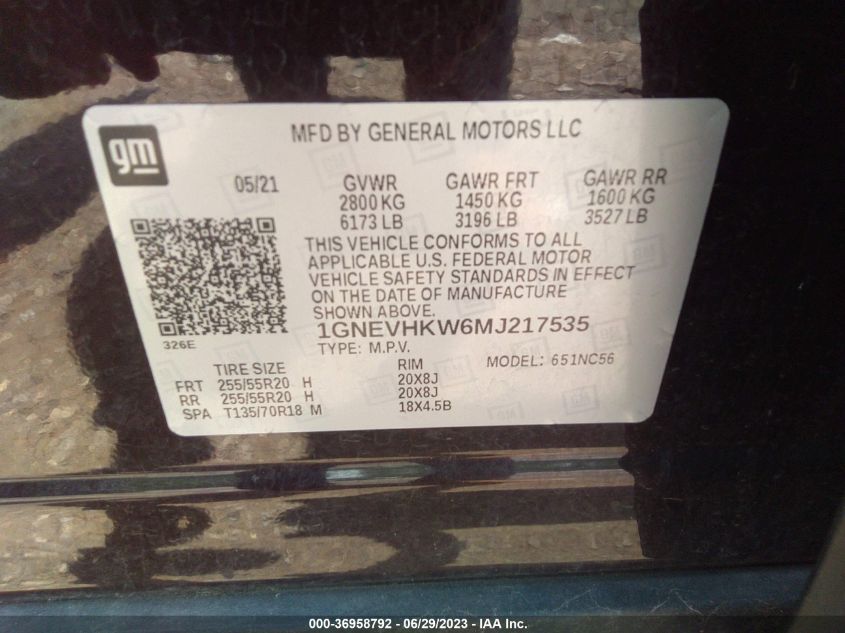 gm
MFD BY GENERAL MOTORS LLC
05/21 GVWR GAWR FRT GAWR RR
2800 KG 1450 KG 1600 KG
6173 LB 3196 LB 3527 LB
THIS VEHICLE CONFORMS TO ALL
APPLICABLE U.S. FEDERAL MOTOR
VEHICLE SAFETY STANDARDS IN EFFECT
ON THE DATE OF MANUFACTURE
SHOWN ABOVE.
326E
1GNEVHKW6MJ217535
TYPE: M.P.V. MODEL: 651NC56
TIRE SIZE RIM
FRT 255/55R20 H 20X8J
RR 255/55R20 H 20X8J
SPA T135/70R18 M 18X4.5B
000-36958792 - 06/29/2023 - IAA Inc.